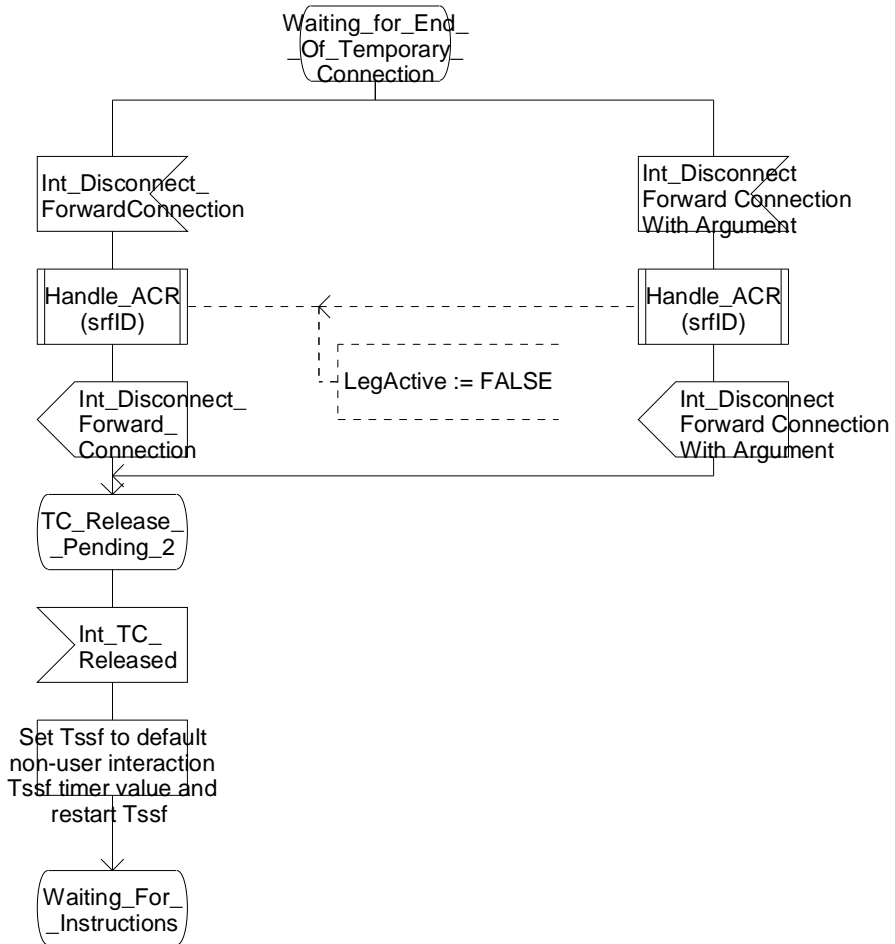 Waiting_for_End_
_Of_Temporary_
Connection
Int_Disconnect_
ForwardConnection
Int_Disconnect
Forward Connection
With Argument
Handle_ACR
(srfID)
Handle_ACR
(srfID)
LegActive := FALSE
Int_Disconnect_
Forward_
Connection
Int_Disconnect
Forward Connection
With Argument
TC_Release_
_Pending_2
Int_TC_
Released
Set Tssf to default
non-user interaction
Tssf timer value and
restart Tssf
Waiting_For_
_Instructions